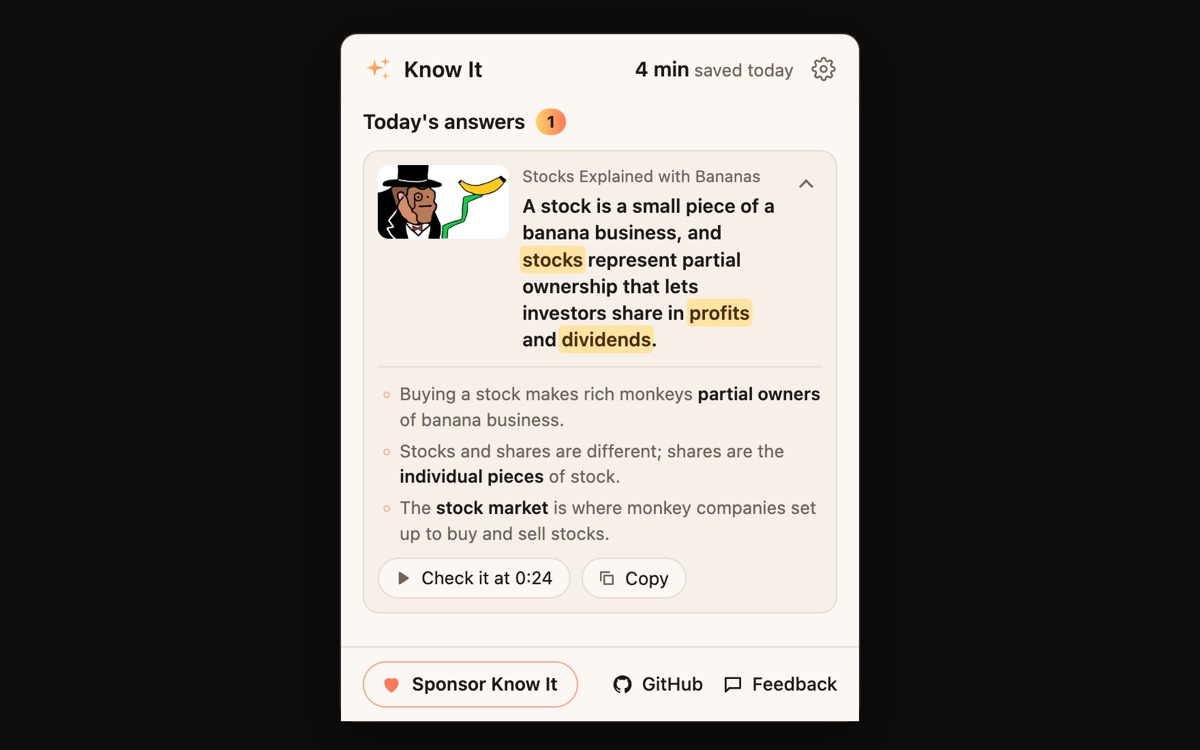 Know It
4 min saved today
Today's answers 1
Stocks Explained with Bananas
A stock is a small piece of a
banana business, and
stocks represent partial
ownership that lets
investors share in profits
and dividends.
Buying a stock makes rich monkeys partial owners
of banana business.
Stocks and shares are different; shares are the
individual pieces of stock.
The stock market is where monkey companies set
up to buy and sell stocks.
Check it at 0:24
Copy
Sponsor Know It
GitHub
Feedback